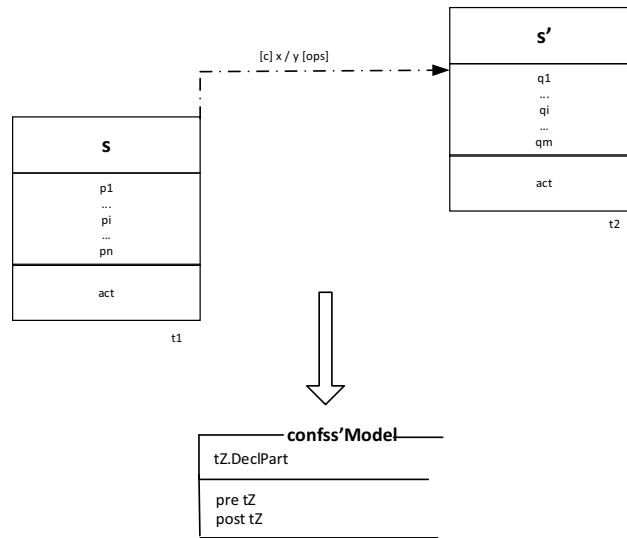 [c] x / y [ops]
s’
q1
...
qi
…
qm
act
t2
s
p1
...
pi
…
pn
act
t1
confss’Model
tZ.DeclPart
pre tZ
post tZ